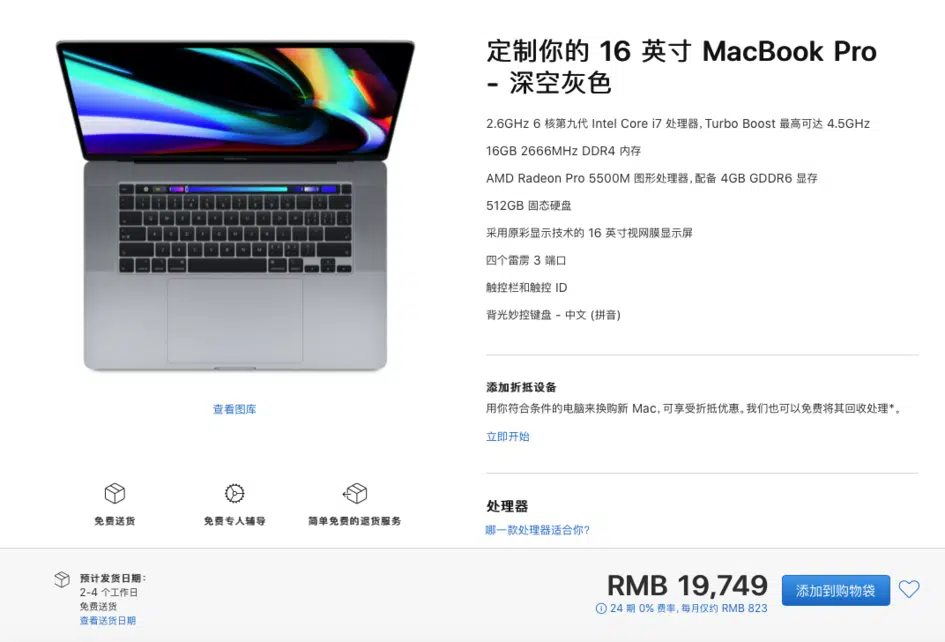 定制你的 16 英寸 MacBook Pro
- 深空灰色
2.6GHz 6 核第九代 Intel Core i7 处理器, Turbo Boost 最高可达 4.5GHz
16GB 2666MHz DDR4 内存
AMD Radeon Pro 5500M 图形处理器, 配备 4GB GDDR6 显存
512GB 固态硬盘
采用原彩显示技术的 16 英寸视网膜显示屏
四个雷雳 3 端口
触控栏和触控 ID
背光妙控键盘 - 中文 (拼音)
查看图库
免费送货
免费专人辅导
简单免费的退货服务
添加折抵设备
用你符合条件的电脑来换购新 Mac, 可享受折抵优惠。我们也可以免费将其回收处理*。
立即开始
处理器
哪一款处理器适合你?
预计发货日期:
2-4 个工作日
免费送货
查看送货日期
RMB 19,749
24 期 0% 费率, 每月仅约 RMB 823
添加到购物袋